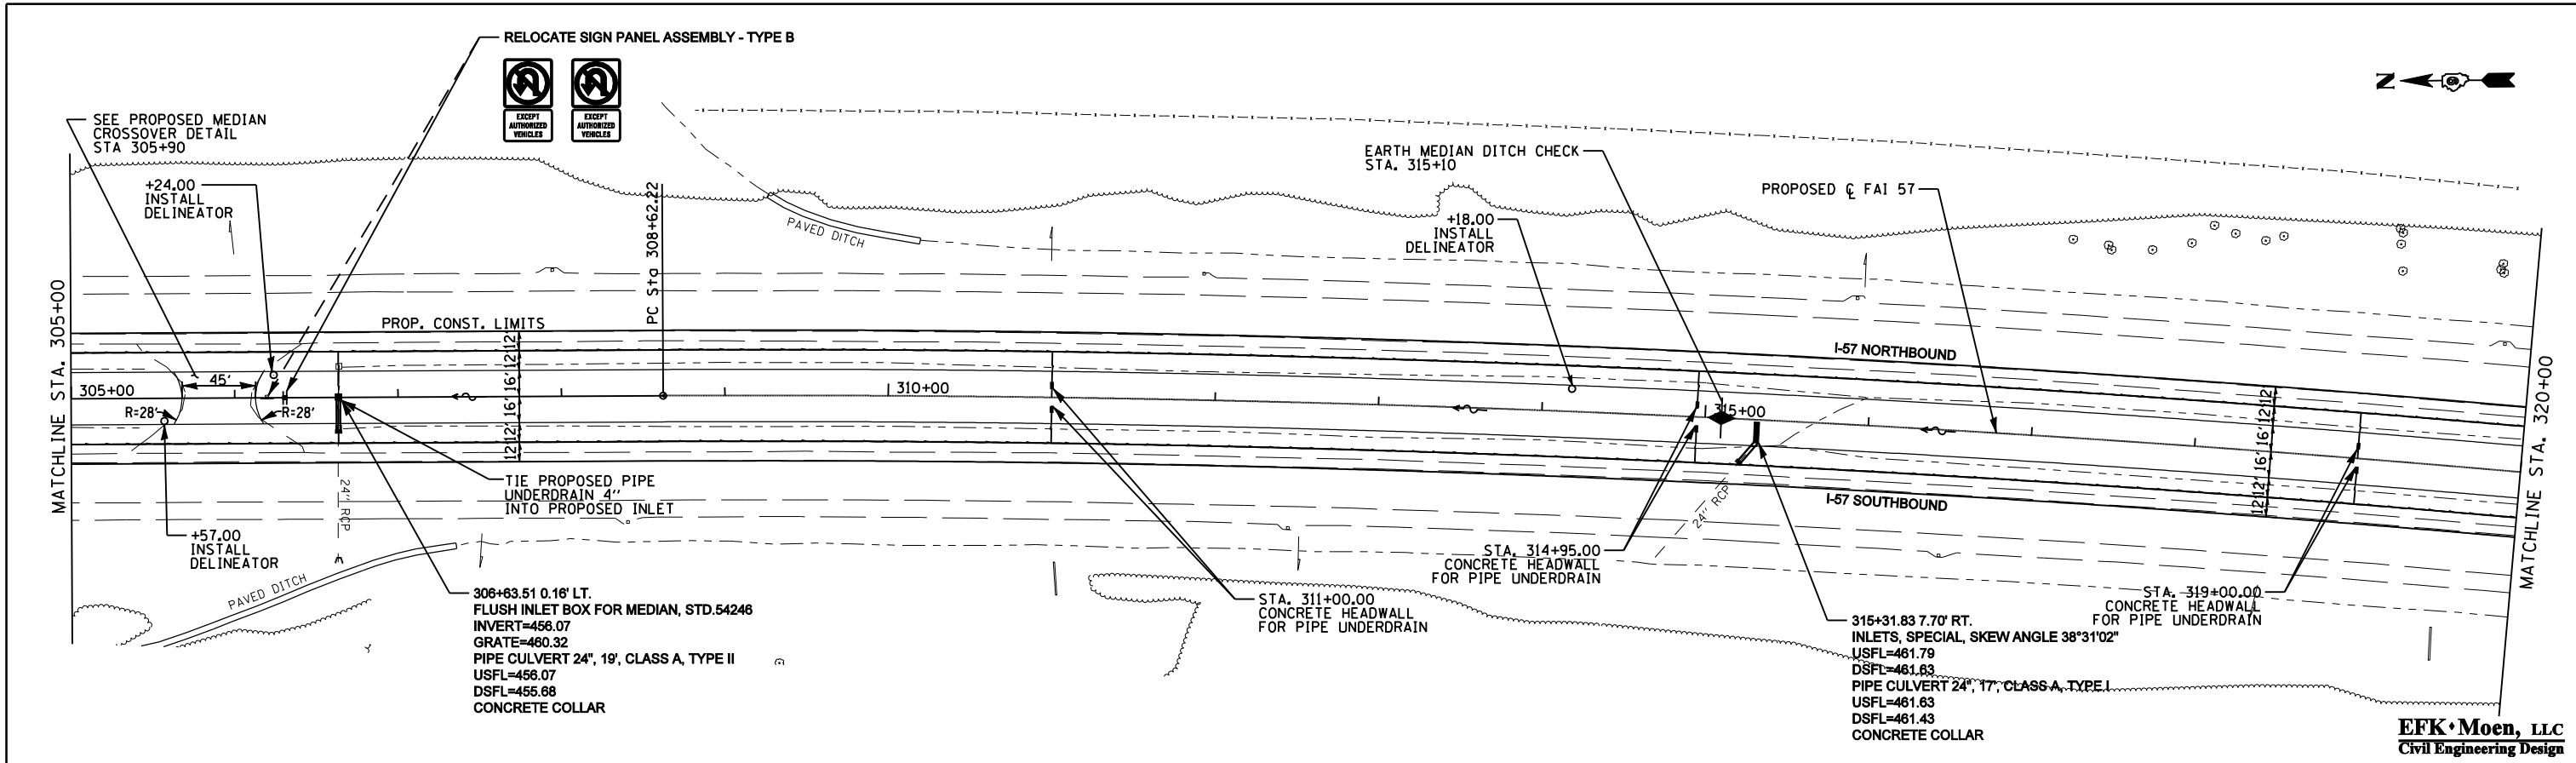 RELOCATE SIGN PANEL ASSEMBLY - TYPE B
EXCEPT
AUTHORIZED
VEHICLES
EXCEPT
AUTHORIZED
VEHICLES
N
SEE PROPOSED MEDIAN
CROSSOVER DETAIL
STA 305+90
+24.00
INSTALL
DELINEATOR
PC Sta 308+62.22
PAVED DITCH
EARTH MEDIAN DITCH CHECK
STA. 315+10
+18.00
INSTALL
DELINEATOR
PROPOSED ℄ FAI 57
MATCHLINE STA. 305+00
PROP. CONST. LIMITS
12' 12' 16' 16' 12' 12'
I-57 NORTHBOUND
305+00
45'
R=28'
R=28'
310+00
315+00
12' 12' 16' 16' 12' 12'
MATCHLINE STA. 320+00
I-57 SOUTHBOUND
TIE PROPOSED PIPE
UNDERDRAIN 4''
INTO PROPOSED INLET
24'' RCP
24'' RCP
+57.00
INSTALL
DELINEATOR
PAVED DITCH
306+63.51 0.16' LT.
FLUSH INLET BOX FOR MEDIAN, STD.54246
INVERT=456.07
GRATE=460.32
PIPE CULVERT 24", 19', CLASS A, TYPE II
USFL=456.07
DSFL=455.68
CONCRETE COLLAR
STA. 311+00.00
CONCRETE HEADWALL
FOR PIPE UNDERDRAIN
STA. 314+95.00
CONCRETE HEADWALL
FOR PIPE UNDERDRAIN
315+31.83 7.70' RT.
INLETS, SPECIAL, SKEW ANGLE 38°31'02"
USFL=461.79
DSFL=461.63
PIPE CULVERT 24", 17', CLASS A, TYPE I
USFL=461.63
DSFL=461.43
CONCRETE COLLAR
STA. 319+00.00
CONCRETE HEADWALL
FOR PIPE UNDERDRAIN
EFK•Moen, LLC
Civil Engineering Design